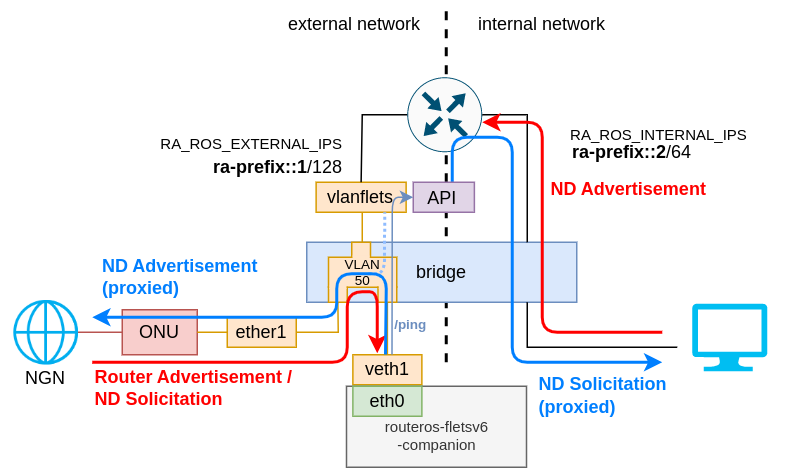 external network
internal network
RA_ROS_EXTERNAL_IPS
ra-prefix::1/128
RA_ROS_INTERNAL_IPS
ra-prefix::2/64
ND Advertisement
vlanflets
API
VLAN
50
bridge
ND Advertisement
(proxied)
ONU
ether1
/ping
NGN
Router Advertisement /
ND Solicitation
veth1
eth0
routeros-fletsv6
-companion
ND Solicitation
(proxied)